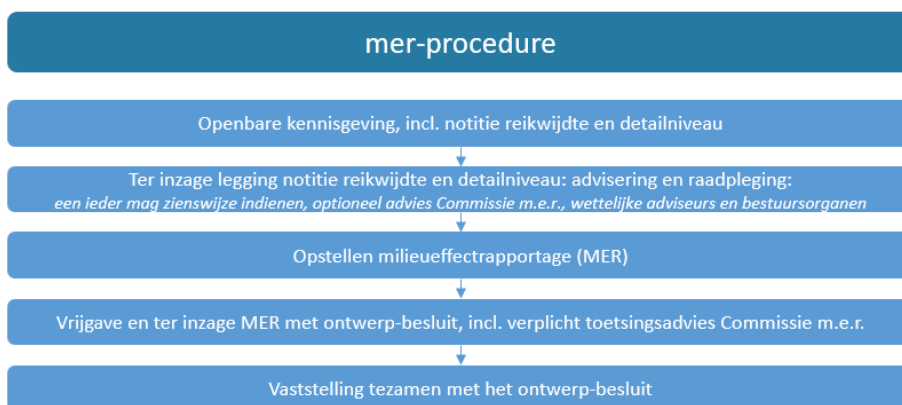 mer-procedure
Openbare kennisgeving, incl. notitie reikwijdte en detailniveau
Ter inzage legging notitie reikwijdte en detailniveau: advisering en raadpleging:
een ieder mag zienswijze indienen, optioneel advies Commissie m.e.r., wettelijke adviseurs en bestuursorganen
Opstellen milieueffectrapportage (MER)
Vrijgave en ter inzage MER met ontwerp-besluit, incl. verplicht toetsingsadvies Commissie m.e.r.
Vaststelling tezamen met het ontwerp-besluit